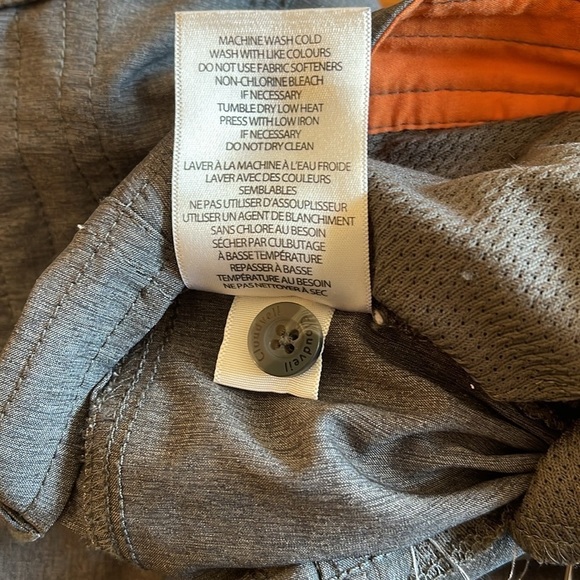 MACHINE WASH COLD
WASH WITH LIKE COLOURS
DO NOT USE FABRIC SOFTENERS
NON-CHLORINE BLEACH
IF NECESSARY
TUMBLE DRY LOW HEAT
PRESS WITH LOW IRON
IF NECESSARY
DO NOT DRY CLEAN
LAVER À LA MACHINE À L'EAU FROIDE
LAVER AVEC DES COULEURS
SEMBLABLES
NE PAS UTILISER D'ASSOUPLISSEUR
UTILISER UN AGENT DE BLANCHIMENT
SANS CHLORE AU BESOIN
SÉCHER PAR CULBUTAGE
À BASSE TEMPÉRATURE
REPASSER À BASSE
TEMPÉRATURE AU BESOIN
NE PAS NETTOYER À SEC
Cloudveil
Cloudveil